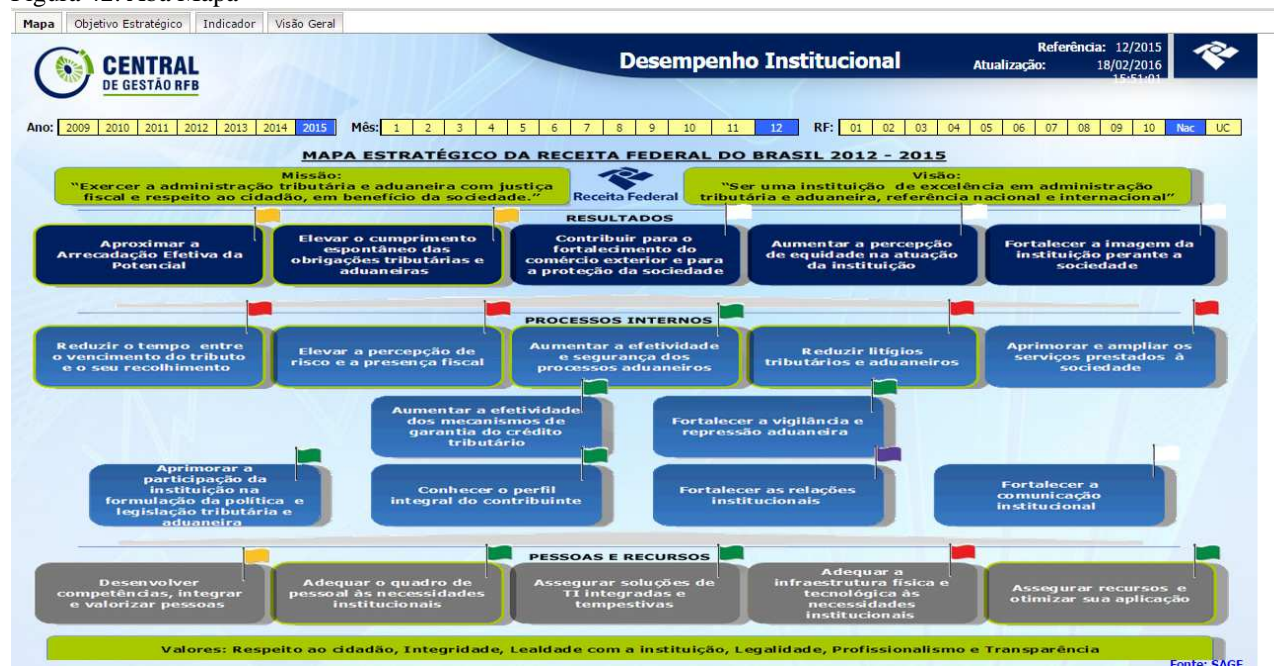 Mapa Objetivo Estratégico Indicador Visão Geral
CENTRAL
DE GESTÃO RFB
Desempenho Institucional
Referência: 12/2015
Atualização: 18/02/2016
15:51:01
Ano: 2009 2010 2011 2012 2013 2014 2015 Mês: 1 2 3 4 5 6 7 8 9 10 11 12 RF: 01 02 03 04 05 06 07 08 09 10 Nac UC
MAPA ESTRATÉGICO DA RECEITA FEDERAL DO BRASIL 2012 - 2015
Missão:
"Exercer a administração tributária e aduaneira com justiça
fiscal e respeito ao cidadão, em benefício da sociedade."
Receita Federal
Visão:
"Ser uma instituição de excelência em administração
tributária e aduaneira, referência nacional e internacional"
RESULTADOS
Aproximar a
Arrecadação Efetiva da
Potencial
Elevar o cumprimento
espontâneo das
obrigações tributárias e
aduaneiras
Contribuir para o
fortalecimento do
comércio exterior e para
a proteção da sociedade
Aumentar a percepção
de equidade na atuação
da instituição
Fortalecer a imagem da
instituição perante a
sociedade
PROCESSOS INTERNOS
Reduzir o tempo entre
o vencimento do tributo
e o seu recolhimento
Elevar a percepção de
risco e a presença fiscal
Aumentar a efetividade
e segurança dos
processos aduaneiros
Reduzir litígios
tributários e aduaneiros
Aprimorar e ampliar os
serviços prestados à
sociedade
Aumentar a efetividade
dos mecanismos de
garantia do crédito
tributário
Fortalecer a vigilância e
repressão aduaneira
Aprimorar a
participação da
instituição na
formulação da política e
legislação tributária e
aduaneira
Conhecer o perfil
integral do contribuinte
Fortalecer as relações
institucionais
Fortalecer a
comunicação
institucional
PESSOAS E RECURSOS
Desenvolver
competências, integrar
e valorizar pessoas
Adequar o quadro de
pessoal às necessidades
institucionais
Assegurar soluções de
TI integradas e
tempestivas
Adequar a
infraestrutura física e
tecnológica às
necessidades
institucionais
Assegurar recursos e
otimizar sua aplicação
Valores: Respeito ao cidadão, Integridade, Lealdade com a instituição, Legalidade, Profissionalismo e Transparência
Fonte: SAGE